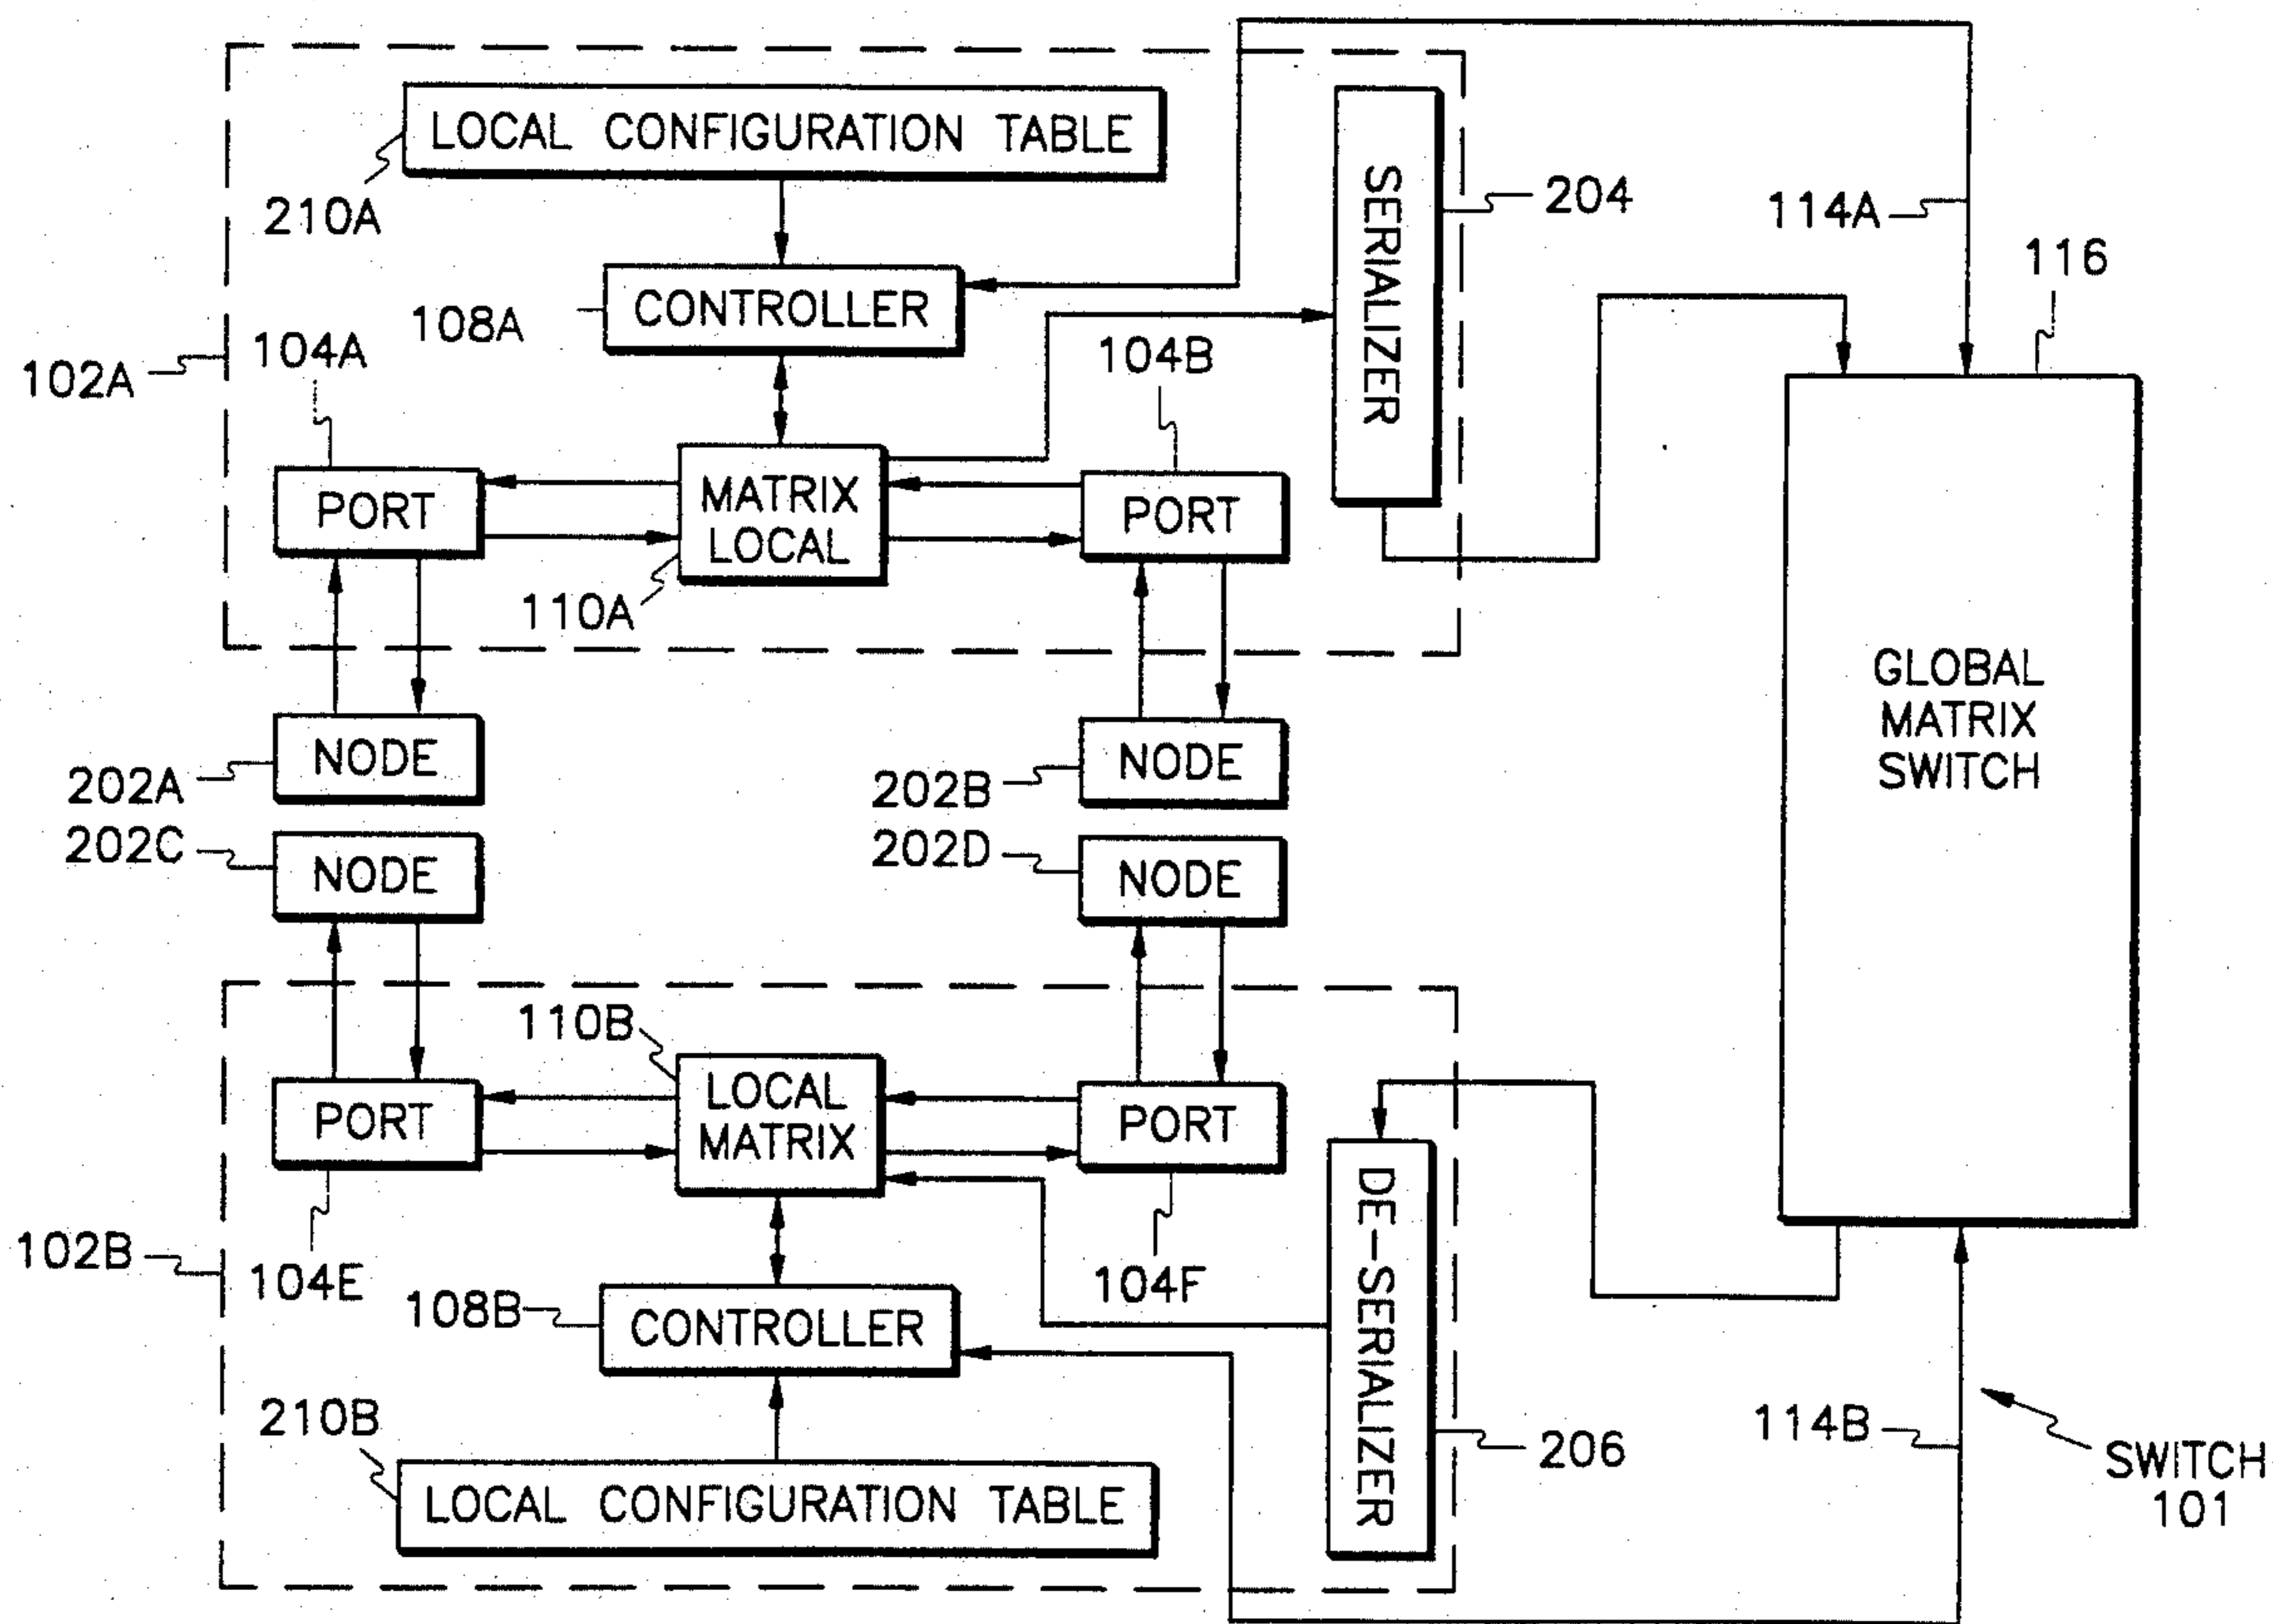 LOCAL CONFIGURATION TABLE
210A
SERIALIZER
204
114A
116
CONTROLLER
108A
102A
104A
104B
PORT
MATRIX
LOCAL
PORT
110A
GLOBAL
MATRIX
SWITCH
NODE
202A
NODE
202B
202C
NODE
202D
NODE
110B
PORT
LOCAL
MATRIX
PORT
DE-SERIALIZER
102B
104E
104F
108B
CONTROLLER
210B
LOCAL CONFIGURATION TABLE
206
114B
SWITCH
101